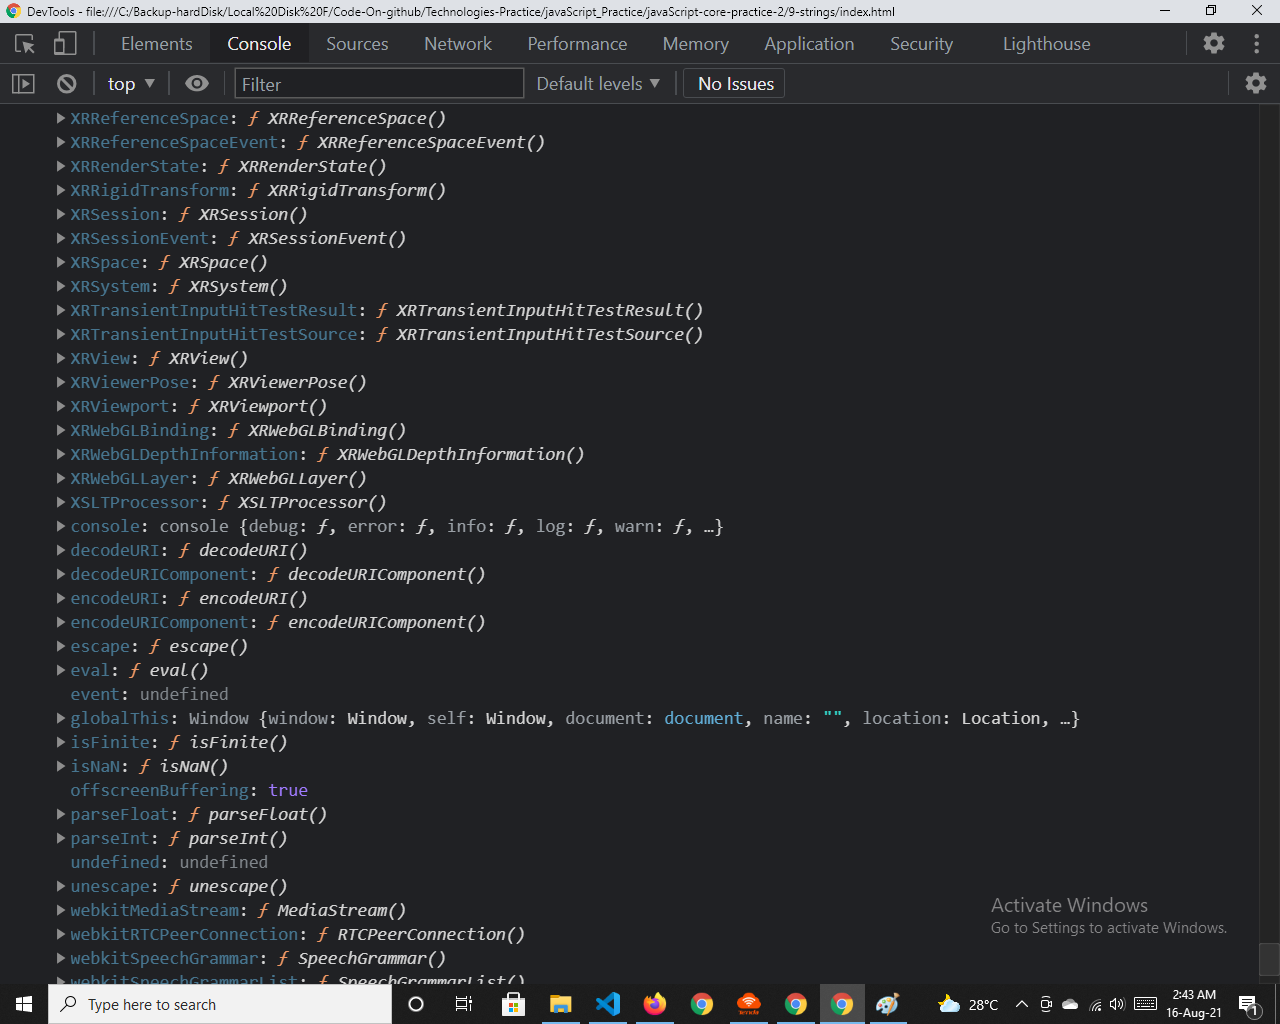 DevTools - file:///C:/Backup-hardDisk/Local%20Disk%20F/Code-On-github/Technologies-Practice/javaScript_Practice/javaScript-core-practice-2/9-strings/index.html
Elements Console Sources Network Performance Memory Application Security Lighthouse
top Filter Default levels No Issues
XRReferenceSpace: ƒ XRReferenceSpace()
XRReferenceSpaceEvent: ƒ XRReferenceSpaceEvent()
XRRenderState: ƒ XRRenderState()
XRRigidTransform: ƒ XRRigidTransform()
XRSession: ƒ XRSession()
XRSessionEvent: ƒ XRSessionEvent()
XRSpace: ƒ XRSpace()
XRSystem: ƒ XRSystem()
XRTransientInputHitTestResult: ƒ XRTransientInputHitTestResult()
XRTransientInputHitTestSource: ƒ XRTransientInputHitTestSource()
XRView: ƒ XRView()
XRViewerPose: ƒ XRViewerPose()
XRViewport: ƒ XRViewport()
XRWebGLBinding: ƒ XRWebGLBinding()
XRWebGLDepthInformation: ƒ XRWebGLDepthInformation()
XRWebGLLayer: ƒ XRWebGLLayer()
XSLTProcessor: ƒ XSLTProcessor()
console: console {debug: ƒ, error: ƒ, info: ƒ, log: ƒ, warn: ƒ, …}
decodeURI: ƒ decodeURI()
decodeURIComponent: ƒ decodeURIComponent()
encodeURI: ƒ encodeURI()
encodeURIComponent: ƒ encodeURIComponent()
escape: ƒ escape()
eval: ƒ eval()
event: undefined
globalThis: Window {window: Window, self: Window, document: document, name: "", location: Location, …}
isFinite: ƒ isFinite()
isNaN: ƒ isNaN()
offscreenBuffering: true
parseFloat: ƒ parseFloat()
parseInt: ƒ parseInt()
undefined: undefined
unescape: ƒ unescape()
webkitMediaStream: ƒ MediaStream()
webkitRTCPeerConnection: ƒ RTCPeerConnection()
webkitSpeechGrammar: ƒ SpeechGrammar()
webkitSpeechGrammarList: ƒ SpeechGrammarList()
Activate Windows
Go to Settings to activate Windows.
Type here to search
28°C
2:43 AM
16-Aug-21
1